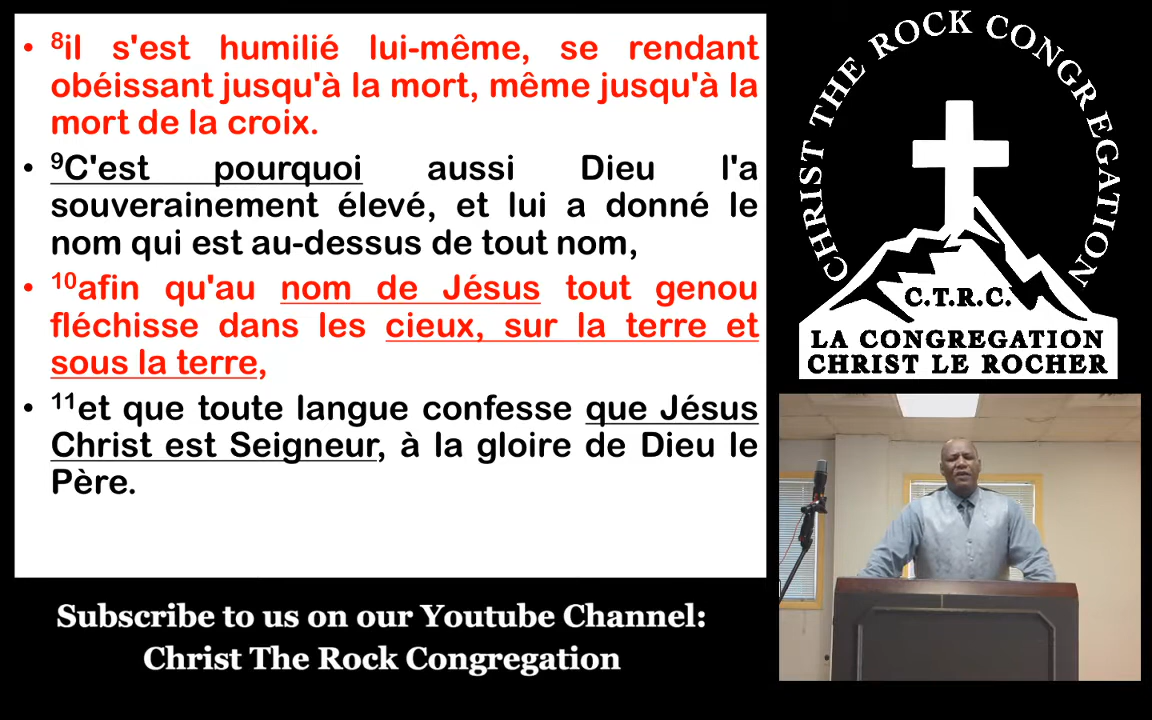 • ⁸il s'est humilié lui-même, se rendant
obéissant jusqu'à la mort, même jusqu'à la
mort de la croix.
• ⁹C'est pourquoi aussi Dieu l'a
souverainement élevé, et lui a donné le
nom qui est au-dessus de tout nom,
• ¹⁰afin qu'au nom de Jésus tout genou
fléchisse dans les cieux, sur la terre et
sous la terre,
• ¹¹et que toute langue confesse que Jésus
Christ est Seigneur, à la gloire de Dieu le
Père.
Subscribe to us on our Youtube Channel:
Christ The Rock Congregation
CHRIST THE ROCK CONGREGATION
C.T.R.C.
LA CONGREGATION
CHRIST LE ROCHER